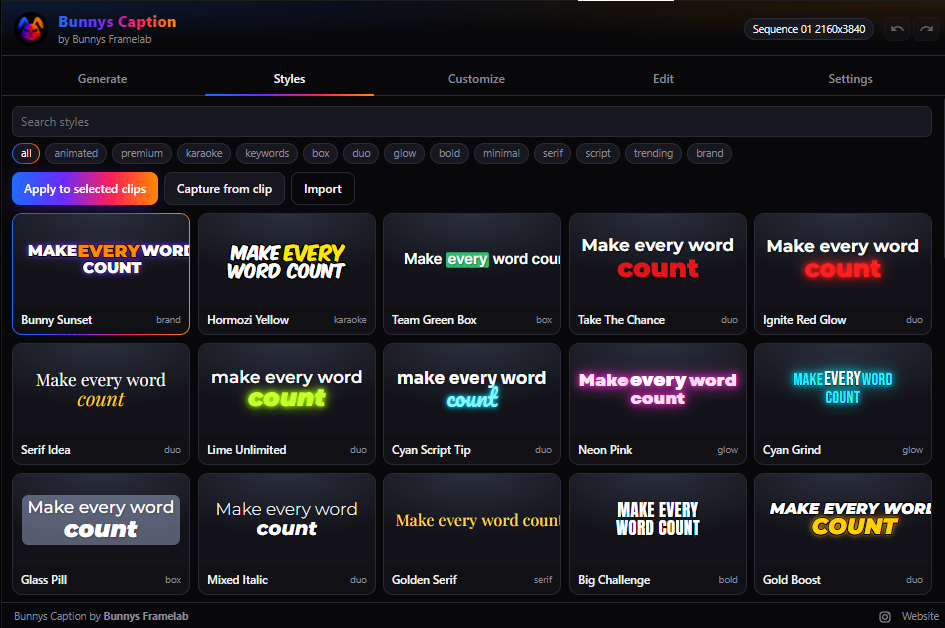 Bunnys Caption
by Bunnys Framelab
Sequence 01 2160x3840
Generate
Styles
Customize
Edit
Settings
Search styles
all
animated
premium
karaoke
keywords
box
duo
glow
bold
minimal
serif
script
trending
brand
Apply to selected clips
Capture from clip
Import
MAKE EVERY WORD
COUNT
Bunny Sunset
brand
MAKE EVERY
WORD COUNT
Hormozi Yellow
karaoke
Make every word coun
Team Green Box
box
Make every word
count
Take The Chance
duo
Make every word
count
Ignite Red Glow
duo
Make every word
count
Serif Idea
duo
make every word
count
Lime Unlimited
duo
make every word
count
Cyan Script Tip
duo
Make every word
count
Neon Pink
glow
MAKE EVERY WORD
COUNT
Cyan Grind
glow
Make every word
count
Glass Pill
box
Make every word
count
Mixed Italic
duo
Make every word count
Golden Serif
serif
MAKE EVERY
WORD COUNT
Big Challenge
bold
MAKE EVERY WORD
COUNT
Gold Boost
duo
Bunnys Caption by Bunnys Framelab
Website